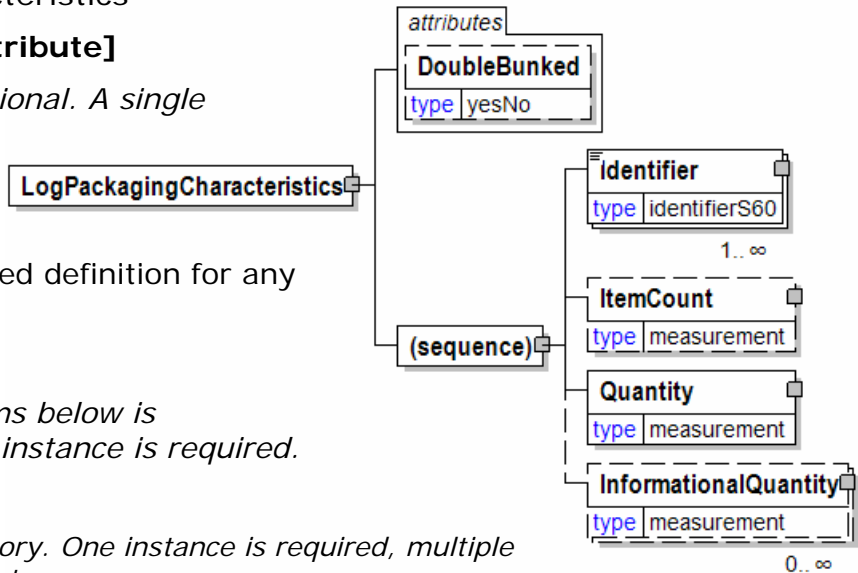 tribute]
ional. A single
ed definition for any
ns below is
instance is required.
ory. One instance is required, multiple
attributes
DoubleBunked
type yesNo
LogPackagingCharacteristics
(sequence)
Identifier
type identifierS60
1.. ∞
ItemCount
type measurement
Quantity
type measurement
InformationalQuantity
type measurement
0.. ∞